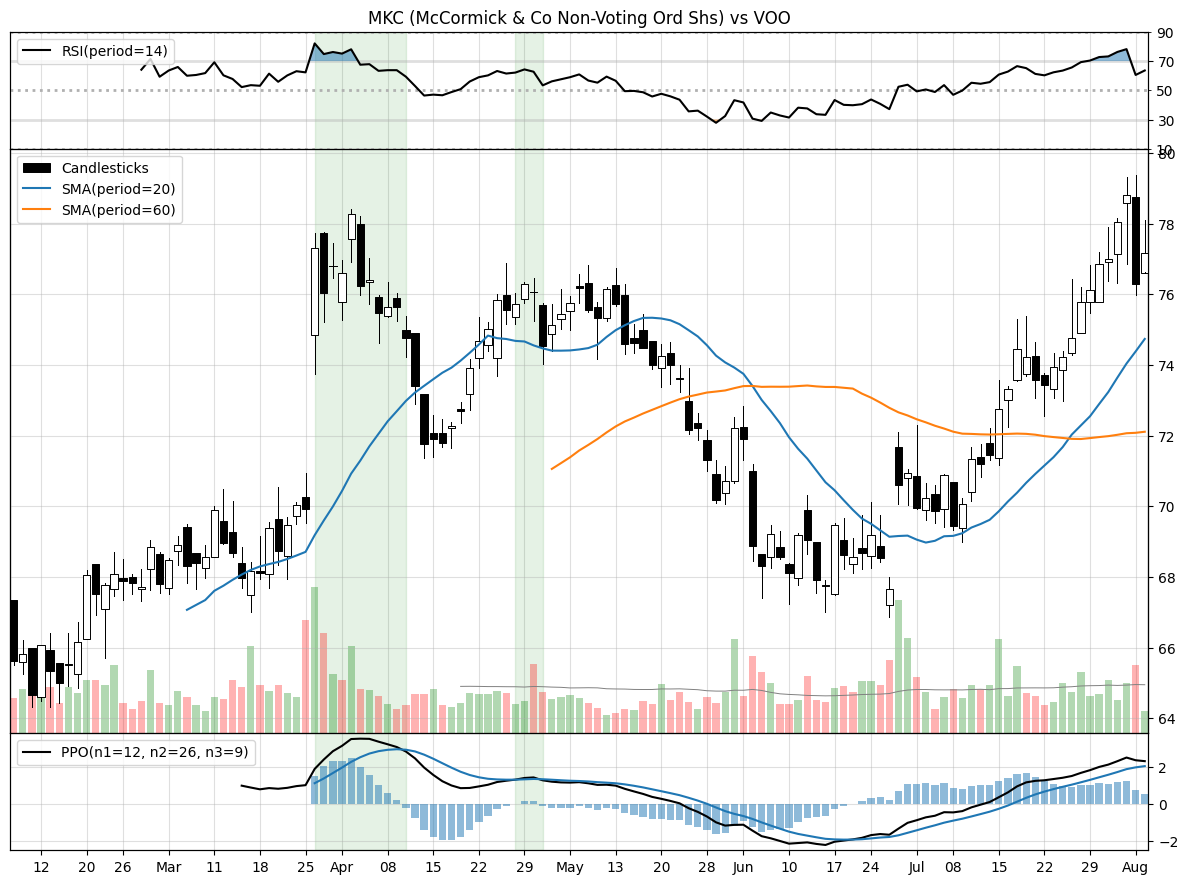 MKC (McCormick & Co Non-Voting Ord Shs) vs VOO
RSI(period=14)
90
70
50
30
10
Candlesticks
SMA(period=20)
SMA(period=60)
80
78
76
74
72
70
68
66
64
PPO(n1=12, n2=26, n3=9)
2
0
−2
12 20 26 Mar 11 18 25 Apr 08 15 22 28 May 13 20 28 Jun 10 17 24 Jul 08 15 22 29 Aug